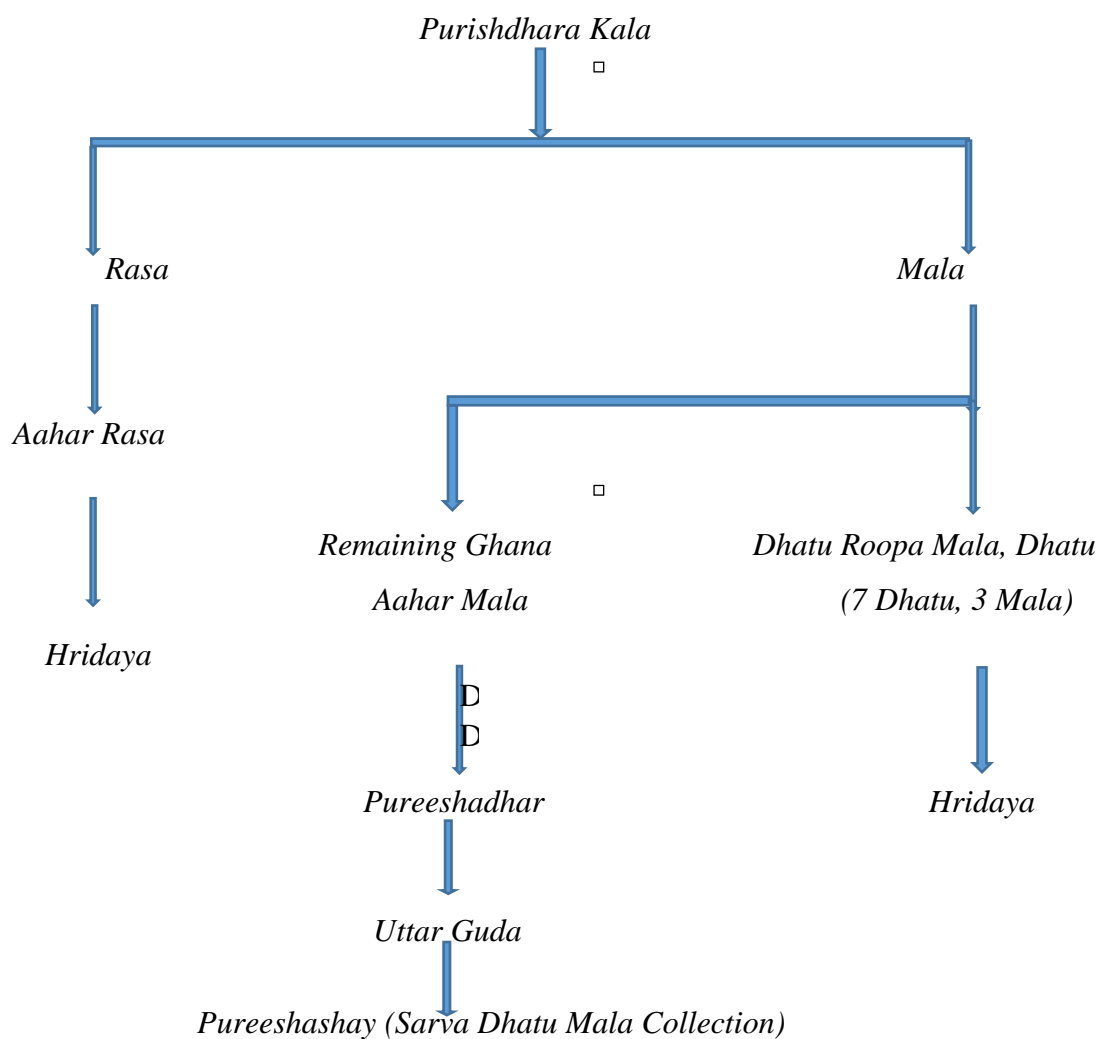 Purishdhara Kala
Rasa
Mala
Aahar Rasa
Remaining Ghana
Aahar Mala
Dhatu Roopa Mala, Dhatu
(7 Dhatu, 3 Mala)
Hridaya
D
D
Pureeshadhar
Hridaya
Uttar Guda
Pureeshashay (Sarva Dhatu Mala Collection)